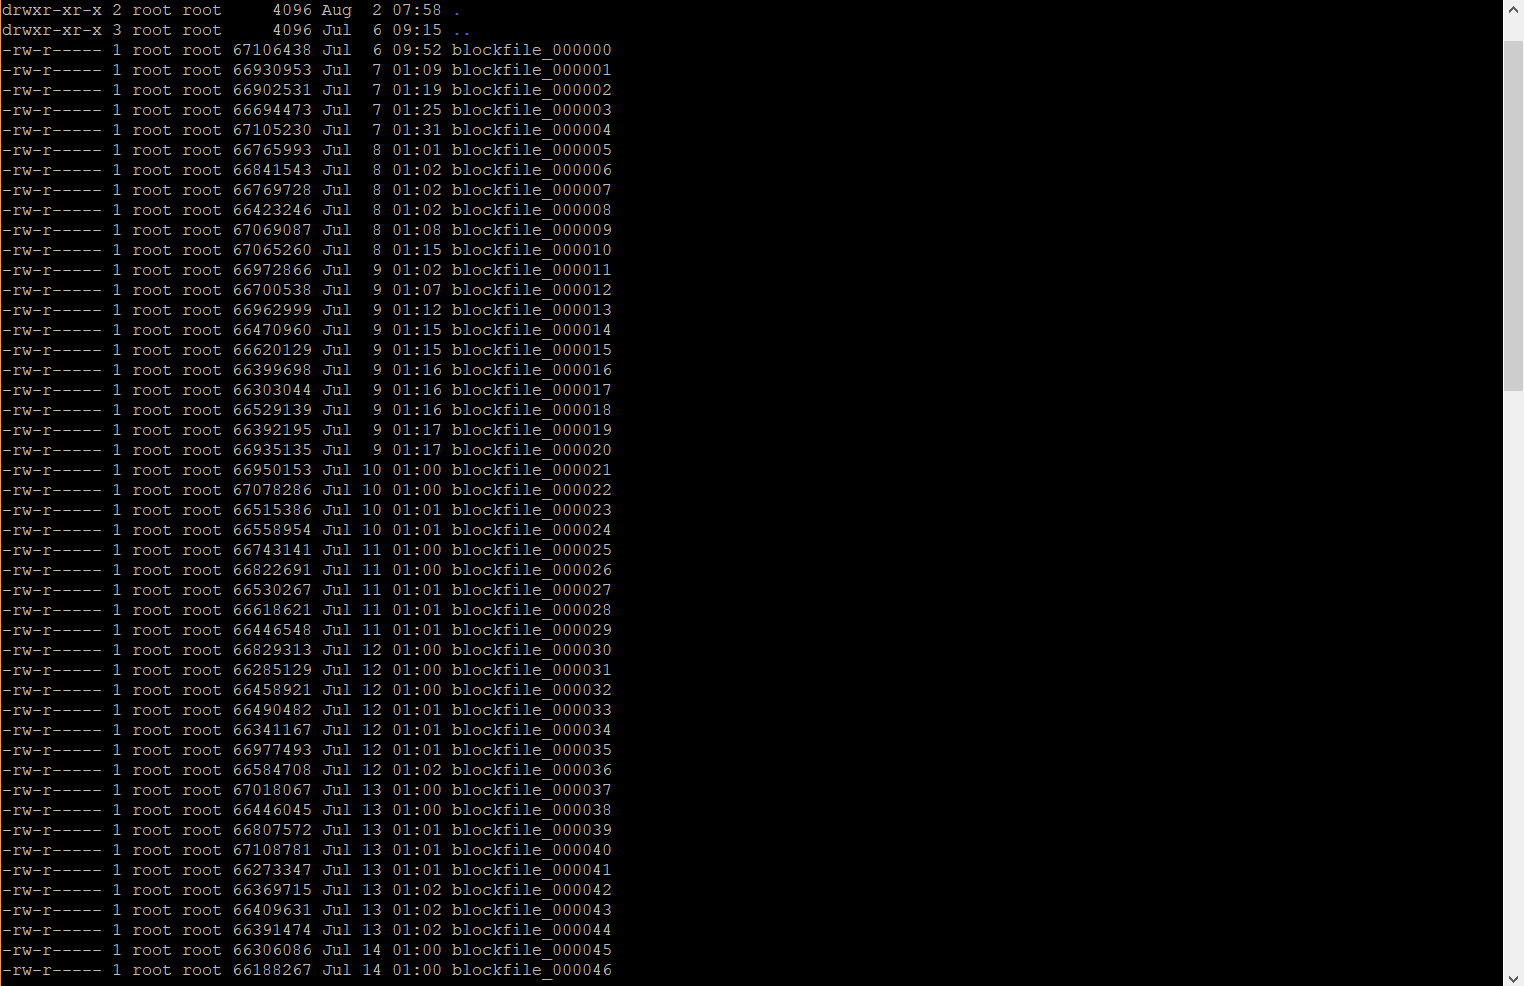 drwxr-xr-x 2 root root     4096 Aug  2 07:58 .
drwxr-xr-x 3 root root     4096 Jul  6 09:15 ..
-rw-r----- 1 root root 67106438 Jul  6 09:52 blockfile_000000
-rw-r----- 1 root root 66930953 Jul  7 01:09 blockfile_000001
-rw-r----- 1 root root 66902531 Jul  7 01:19 blockfile_000002
-rw-r----- 1 root root 66694473 Jul  7 01:25 blockfile_000003
-rw-r----- 1 root root 67105230 Jul  7 01:31 blockfile_000004
-rw-r----- 1 root root 66765993 Jul  8 01:01 blockfile_000005
-rw-r----- 1 root root 66841543 Jul  8 01:02 blockfile_000006
-rw-r----- 1 root root 66769728 Jul  8 01:02 blockfile_000007
-rw-r----- 1 root root 66423246 Jul  8 01:02 blockfile_000008
-rw-r----- 1 root root 67069087 Jul  8 01:08 blockfile_000009
-rw-r----- 1 root root 67065260 Jul  8 01:15 blockfile_000010
-rw-r----- 1 root root 66972866 Jul  9 01:02 blockfile_000011
-rw-r----- 1 root root 66700538 Jul  9 01:07 blockfile_000012
-rw-r----- 1 root root 66962999 Jul  9 01:12 blockfile_000013
-rw-r----- 1 root root 66470960 Jul  9 01:15 blockfile_000014
-rw-r----- 1 root root 66620129 Jul  9 01:15 blockfile_000015
-rw-r----- 1 root root 66399698 Jul  9 01:16 blockfile_000016
-rw-r----- 1 root root 66303044 Jul  9 01:16 blockfile_000017
-rw-r----- 1 root root 66529139 Jul  9 01:16 blockfile_000018
-rw-r----- 1 root root 66392195 Jul  9 01:17 blockfile_000019
-rw-r----- 1 root root 66935135 Jul  9 01:17 blockfile_000020
-rw-r----- 1 root root 66950153 Jul 10 01:00 blockfile_000021
-rw-r----- 1 root root 67078286 Jul 10 01:00 blockfile_000022
-rw-r----- 1 root root 66515386 Jul 10 01:01 blockfile_000023
-rw-r----- 1 root root 66558954 Jul 10 01:01 blockfile_000024
-rw-r----- 1 root root 66743141 Jul 11 01:00 blockfile_000025
-rw-r----- 1 root root 66822691 Jul 11 01:00 blockfile_000026
-rw-r----- 1 root root 66530267 Jul 11 01:01 blockfile_000027
-rw-r----- 1 root root 66618621 Jul 11 01:01 blockfile_000028
-rw-r----- 1 root root 66446548 Jul 11 01:01 blockfile_000029
-rw-r----- 1 root root 66829313 Jul 12 01:00 blockfile_000030
-rw-r----- 1 root root 66285129 Jul 12 01:00 blockfile_000031
-rw-r----- 1 root root 66458921 Jul 12 01:00 blockfile_000032
-rw-r----- 1 root root 66490482 Jul 12 01:01 blockfile_000033
-rw-r----- 1 root root 66341167 Jul 12 01:01 blockfile_000034
-rw-r----- 1 root root 66977493 Jul 12 01:01 blockfile_000035
-rw-r----- 1 root root 66584708 Jul 12 01:02 blockfile_000036
-rw-r----- 1 root root 67018067 Jul 13 01:00 blockfile_000037
-rw-r----- 1 root root 66446045 Jul 13 01:00 blockfile_000038
-rw-r----- 1 root root 66807572 Jul 13 01:01 blockfile_000039
-rw-r----- 1 root root 67108781 Jul 13 01:01 blockfile_000040
-rw-r----- 1 root root 66273347 Jul 13 01:01 blockfile_000041
-rw-r----- 1 root root 66369715 Jul 13 01:02 blockfile_000042
-rw-r----- 1 root root 66409631 Jul 13 01:02 blockfile_000043
-rw-r----- 1 root root 66391474 Jul 13 01:02 blockfile_000044
-rw-r----- 1 root root 66306086 Jul 14 01:00 blockfile_000045
-rw-r----- 1 root root 66188267 Jul 14 01:00 blockfile_000046